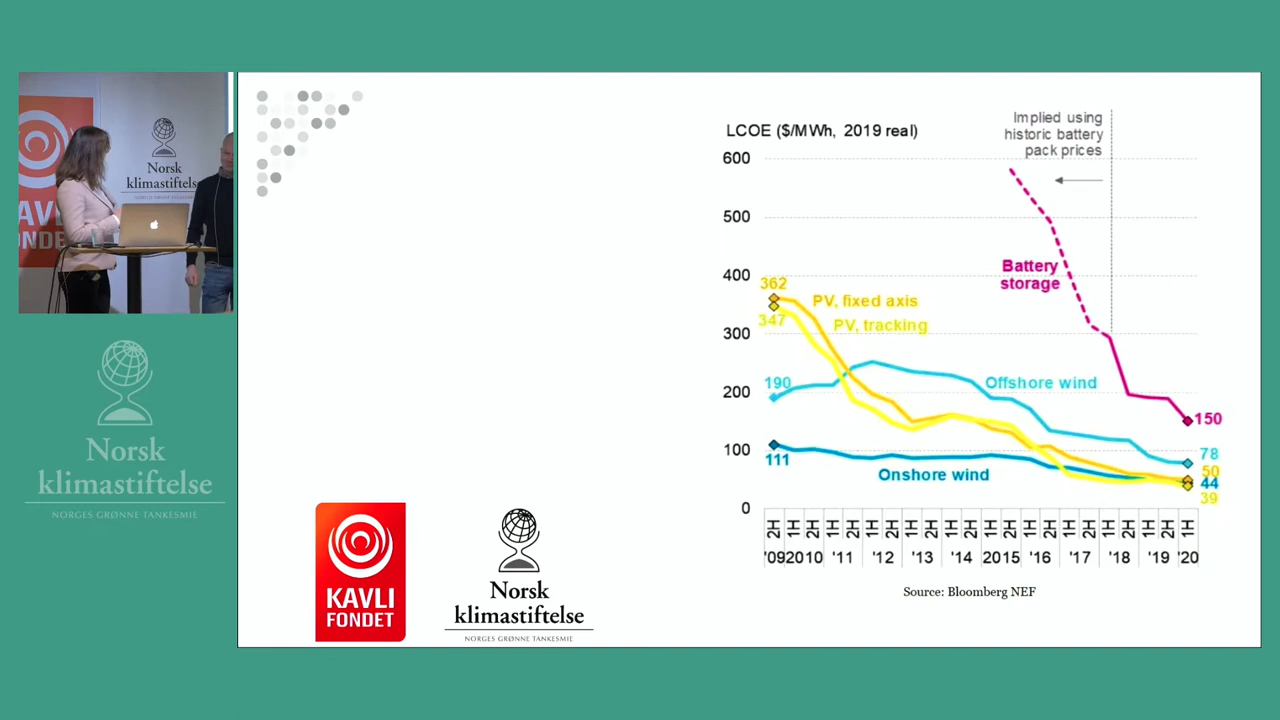 KAVLI
FONDET
Norsk
klimastiftelse
Norsk
klimastiftelse
NORGES GRØNNE TANKESMIE
LCOE ($/MWh, 2019 real)
Implied using
historic battery
pack prices
600
500
400
300
200
100
0
Battery
storage
362
PV, fixed axis
347
PV, tracking
190
Offshore wind
111
Onshore wind
150
78
50
44
39
2H 1H 2H 1H 2H 1H 2H 1H 2H 1H 2H 1H 2H 1H 2H 1H 2H 1H 2H 1H 2H 1H
'09 2010 '11 '12 '13 '14 2015 '16 '17 '18 '19 '20
Source: Bloomberg NEF
KAVLI
FONDET
Norsk
klimastiftelse
NORGES GRØNNE TANKESMIE